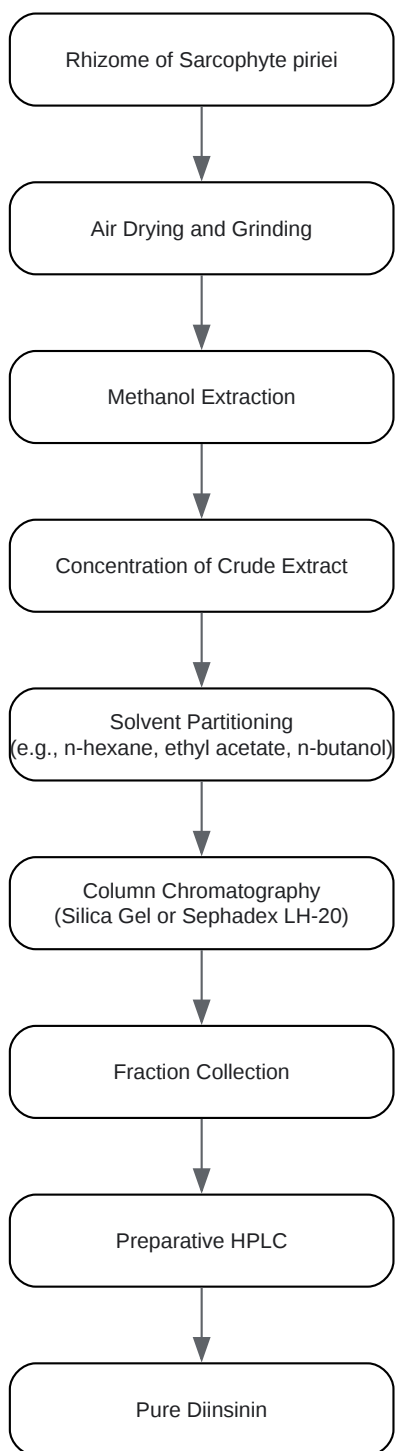 Rhizome of Sarcophyte piriei
Air Drying and Grinding
Methanol Extraction
Concentration of Crude Extract
Solvent Partitioning
(e.g., n-hexane, ethyl acetate, n-butanol)
Column Chromatography
(Silica Gel or Sephadex LH-20)
Fraction Collection
Preparative HPLC
Pure Diinsinin